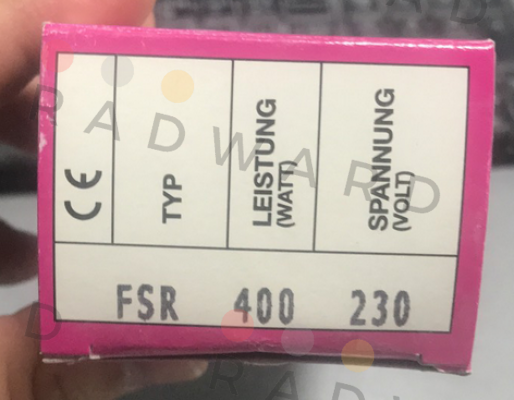 CE
TYP
LEISTUNG
(WATT)
SPANNUNG
(VOLT)
FSR 400 230
RADWARD